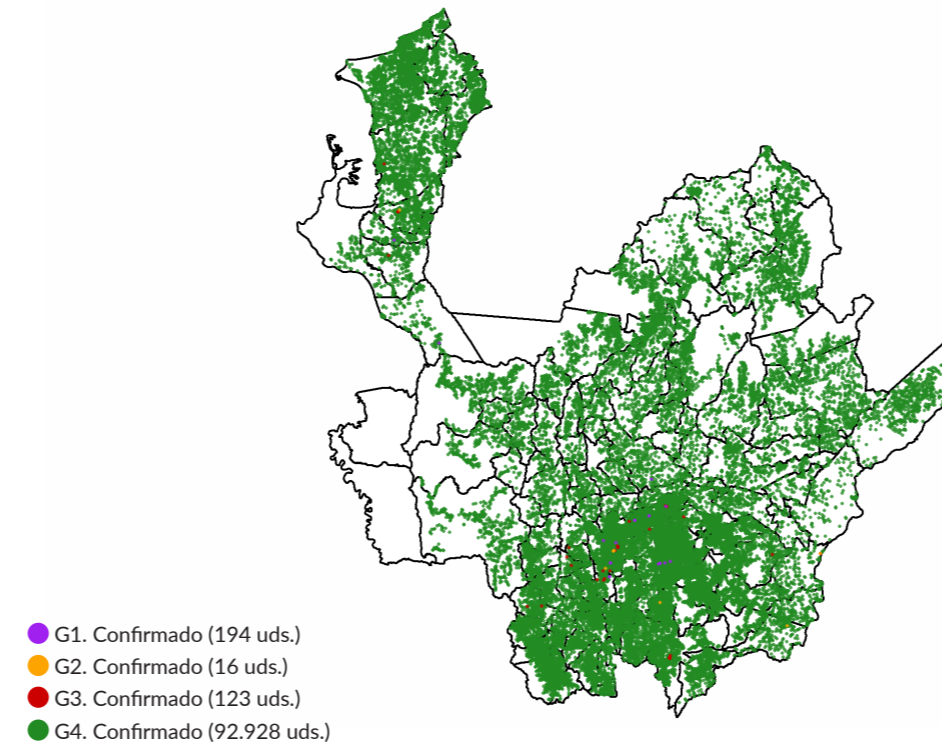 G1. Confirmado (194 uds.)
G2. Confirmado (16 uds.)
G3. Confirmado (123 uds.)
G4. Confirmado (92.928 uds.)